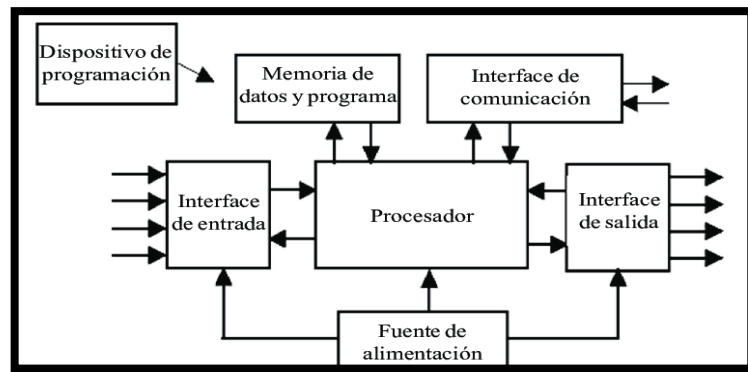 Dispositivo de
programación
Memoria de
datos y programa
Interface de
comunicación
Interface
de entrada
Procesador
Interface
de salida
Fuente de
alimentación